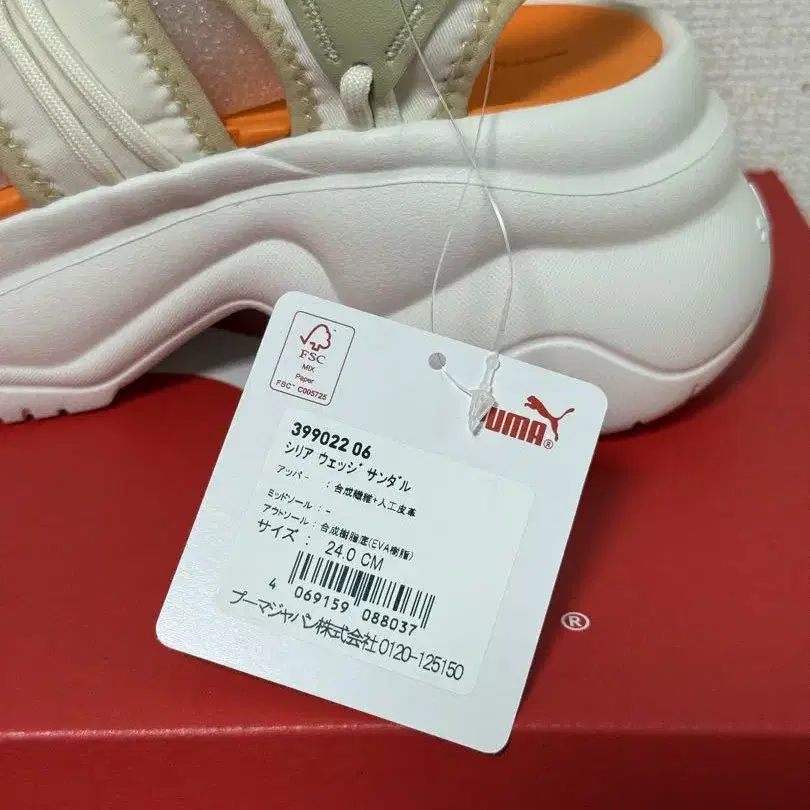 FSC
MIX
Paper
FSC™ C005725
PUMA®
399022 06
シリア ウェッジ サンダル
アッパー : 合成繊維+人工皮革
ミッドソール : -
アウトソール : 合成樹脂底(EVA樹脂)
サイズ : 24.0 CM
4 069159 088037
プーマジャパン株式会社 0120-125150
®